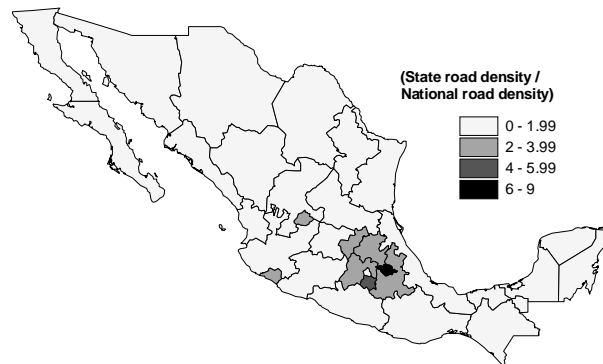 (State road density /
National road density)
0 - 1.99
2 - 3.99
4 - 5.99
6 - 9